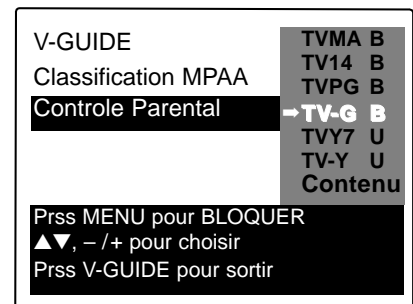 V-GUIDE
Classification MPAA
Controle Parental
TVMA B
TV14 B
TVPG B
➡TV-G B
TVY7 U
TV-Y U
Contenu
Prss MENU pour BLOQUER
▲▼, – /+ pour choisir
Prss V-GUIDE pour sortir